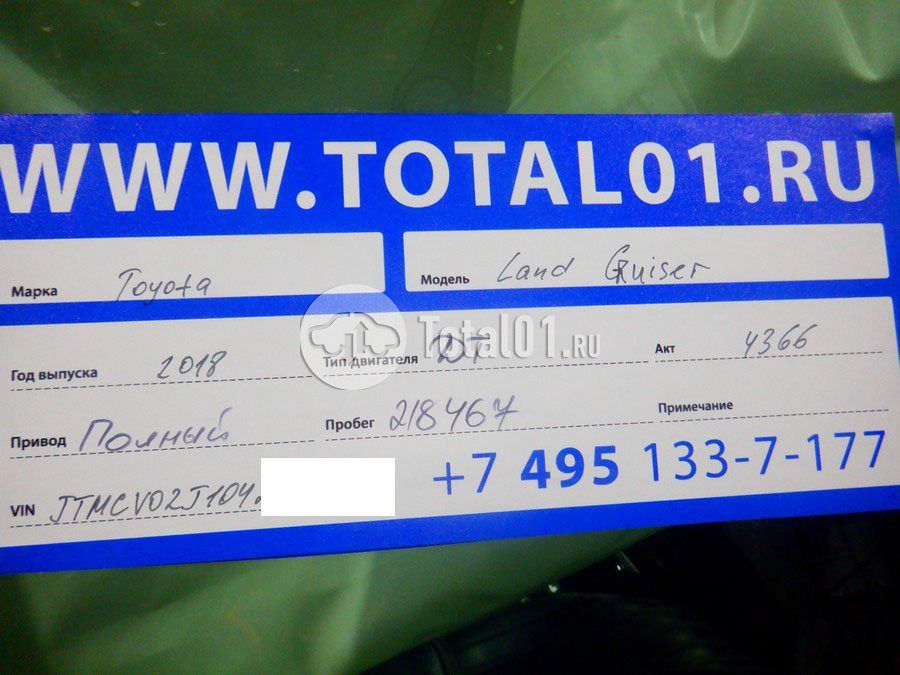 WWW.TOTAL01.RU
Марка Toyota Модель Land Cruiser
Total01.RU
Год выпуска 2018 Тип Двигателя DT Акт 4366
Привод Полный Пробег 218467 Примечание
VIN JTMCV02J104 +7 495 133-7-177